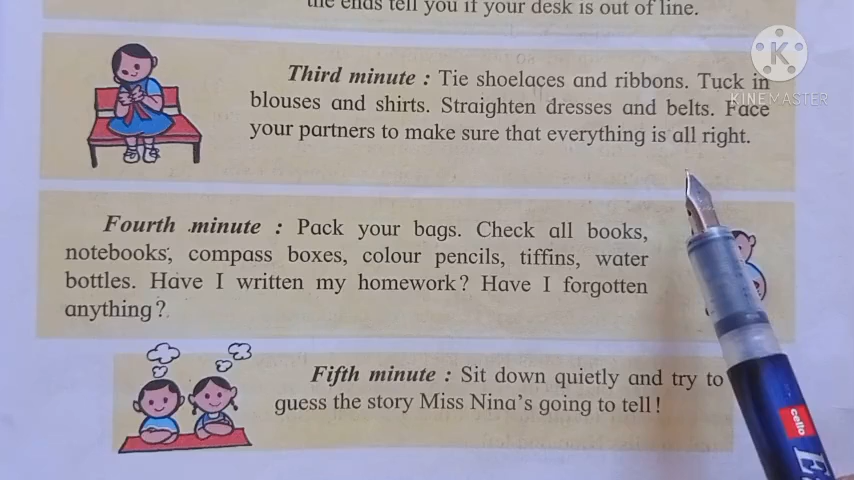 the ends tell you if your desk is out of line.
Third minute : Tie shoelaces and ribbons. Tuck in
blouses and shirts. Straighten dresses and belts. Face
your partners to make sure that everything is all right.
Fourth minute : Pack your bags. Check all books,
notebooks, compass boxes, colour pencils, tiffins, water
bottles. Have I written my homework? Have I forgotten
anything?
Fifth minute : Sit down quietly and try to
guess the story Miss Nina's going to tell!
K
KINEMASTER
cello